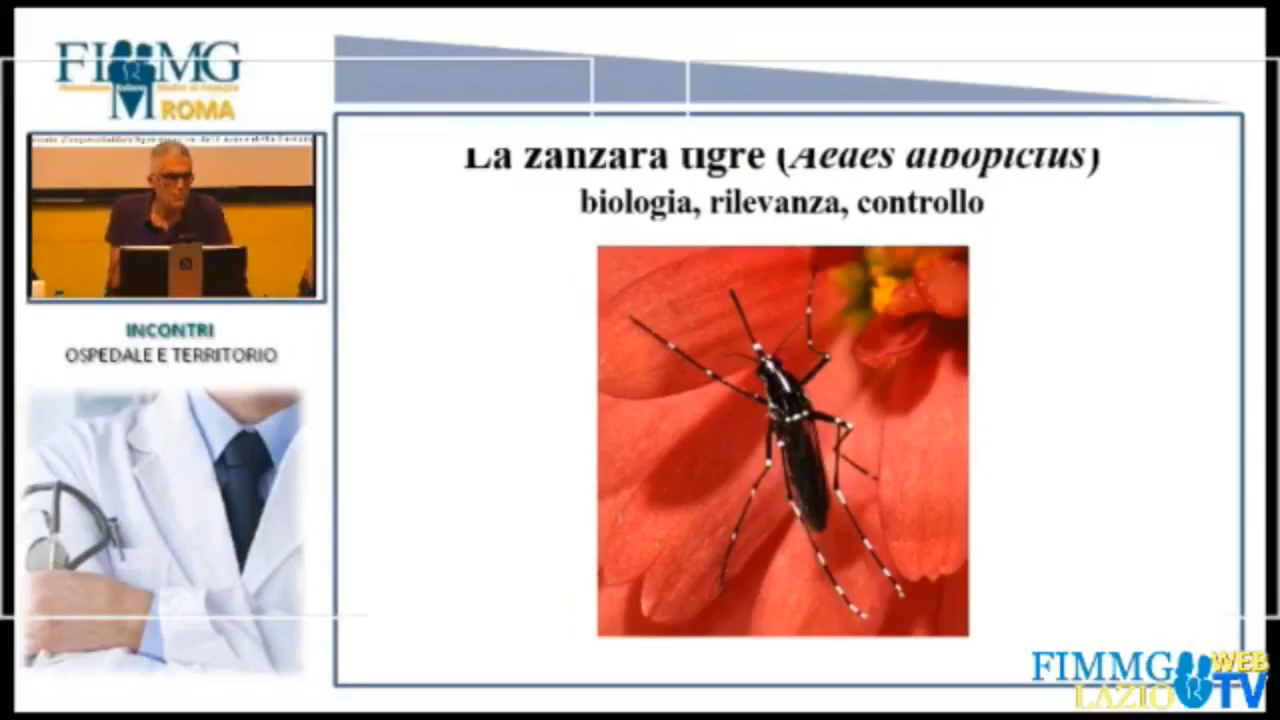 FIMMG
ROMA
INCONTRI
OSPEDALE E TERRITORIO
La zanzara tigre (Aedes albopictus)
biologia, rilevanza, controllo
FIMMG WEB
LAZIO TV